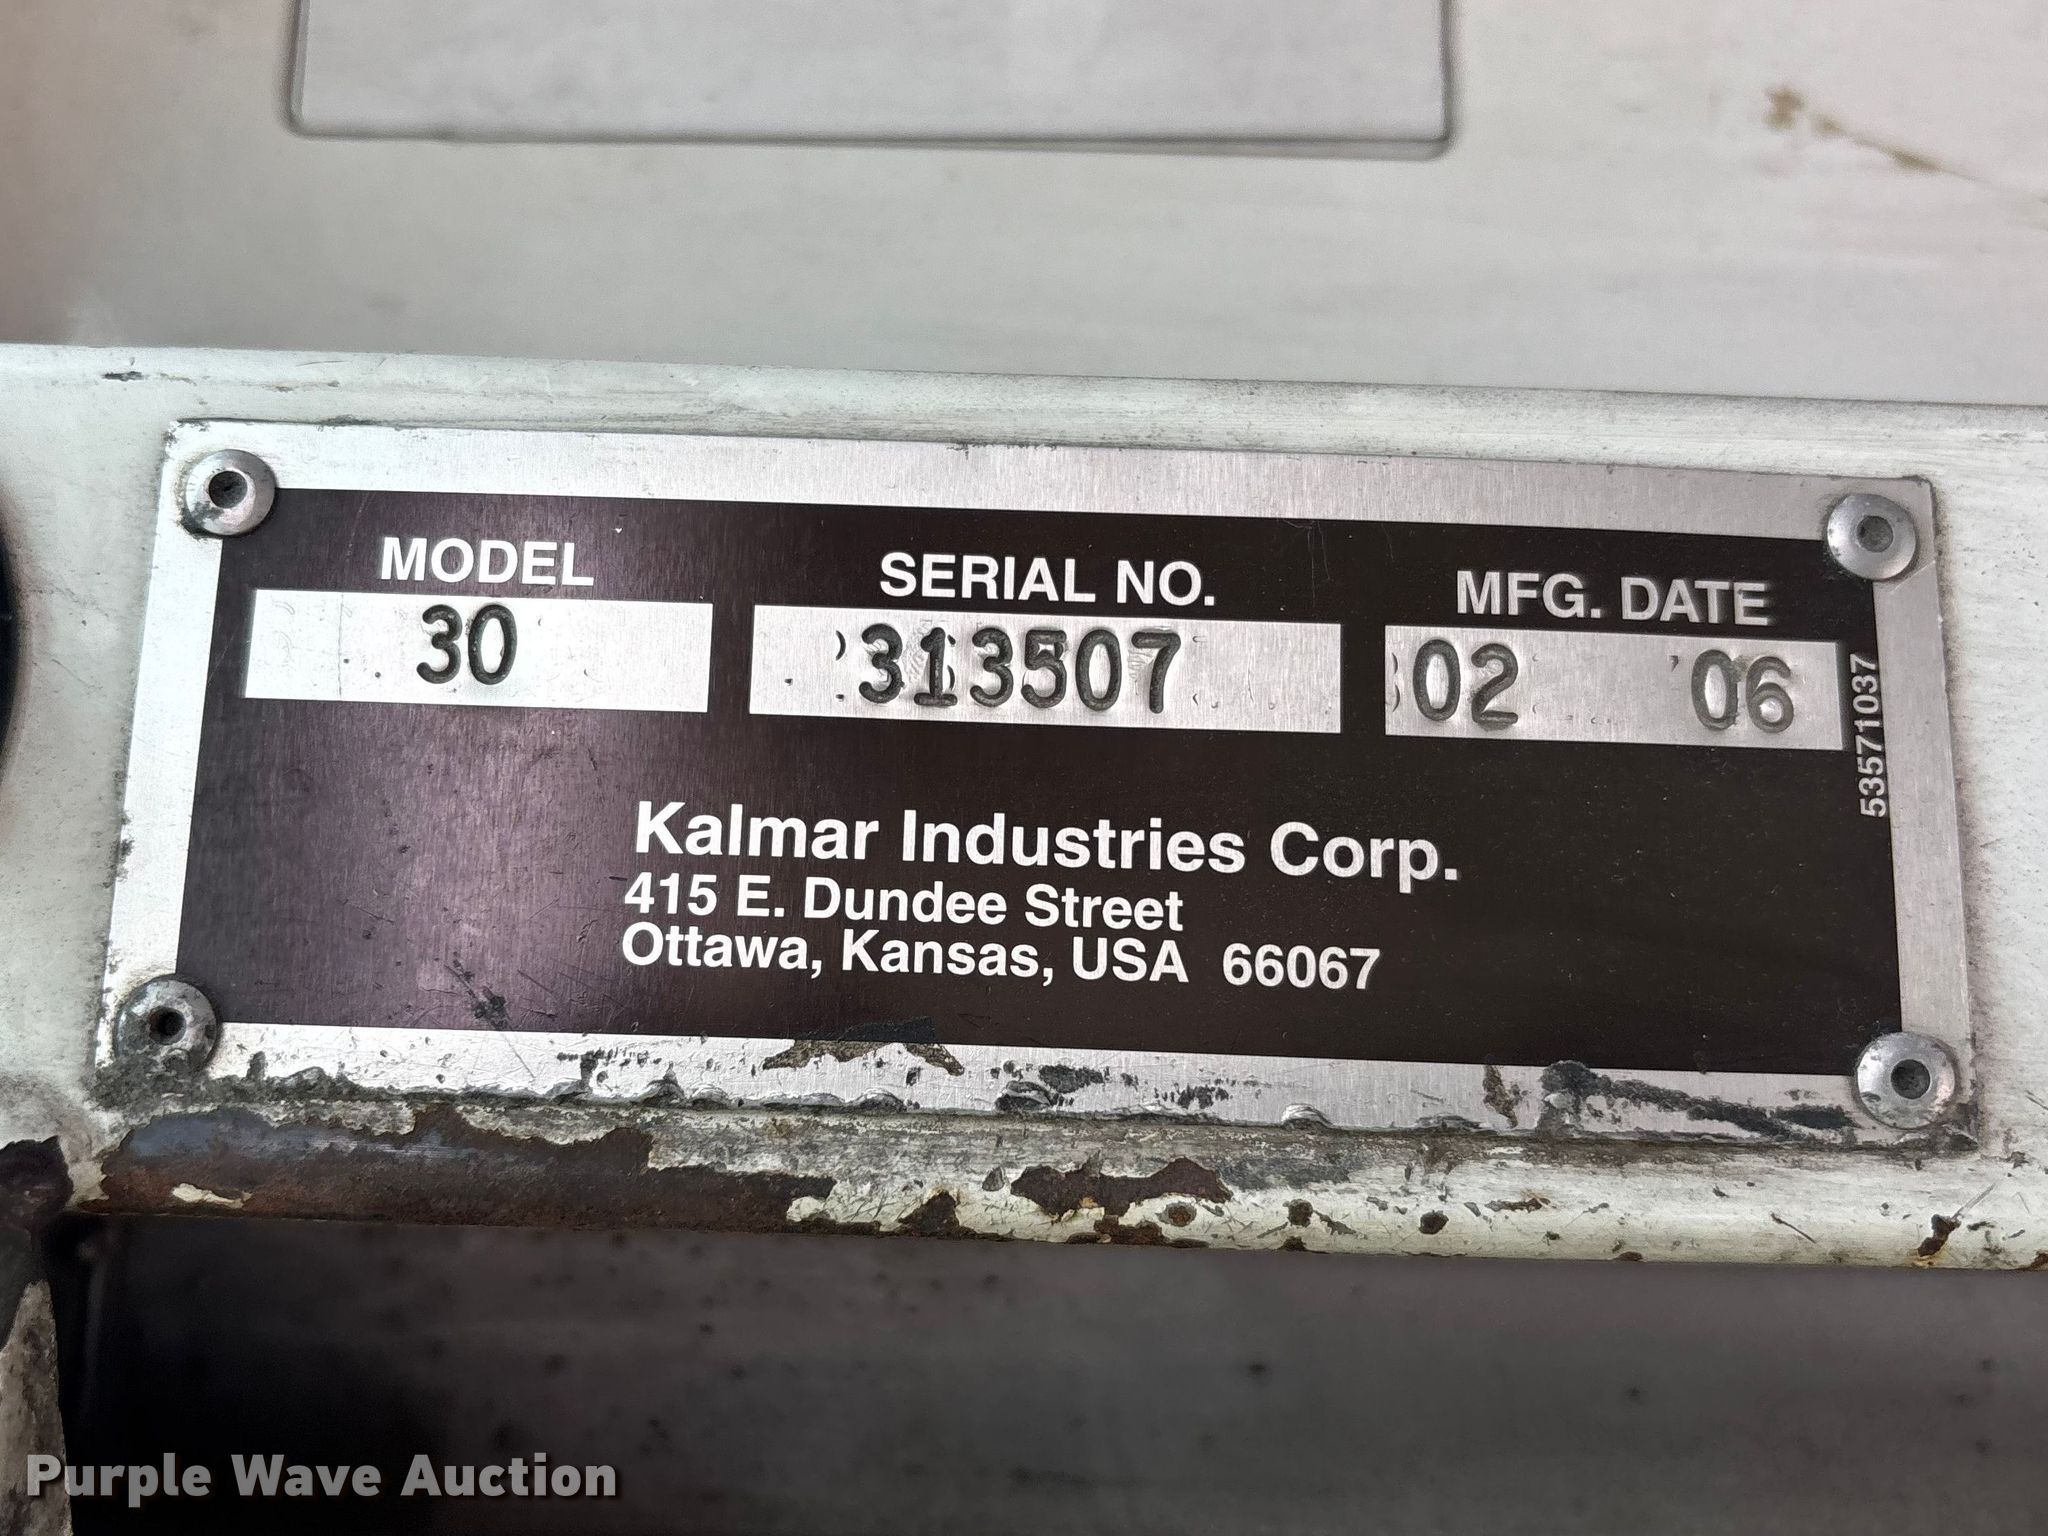 MODEL SERIAL NO. MFG. DATE
30 313507 02 06
53571037
Kalmar Industries Corp.
415 E. Dundee Street
Ottawa, Kansas, USA 66067
Purple Wave Auction